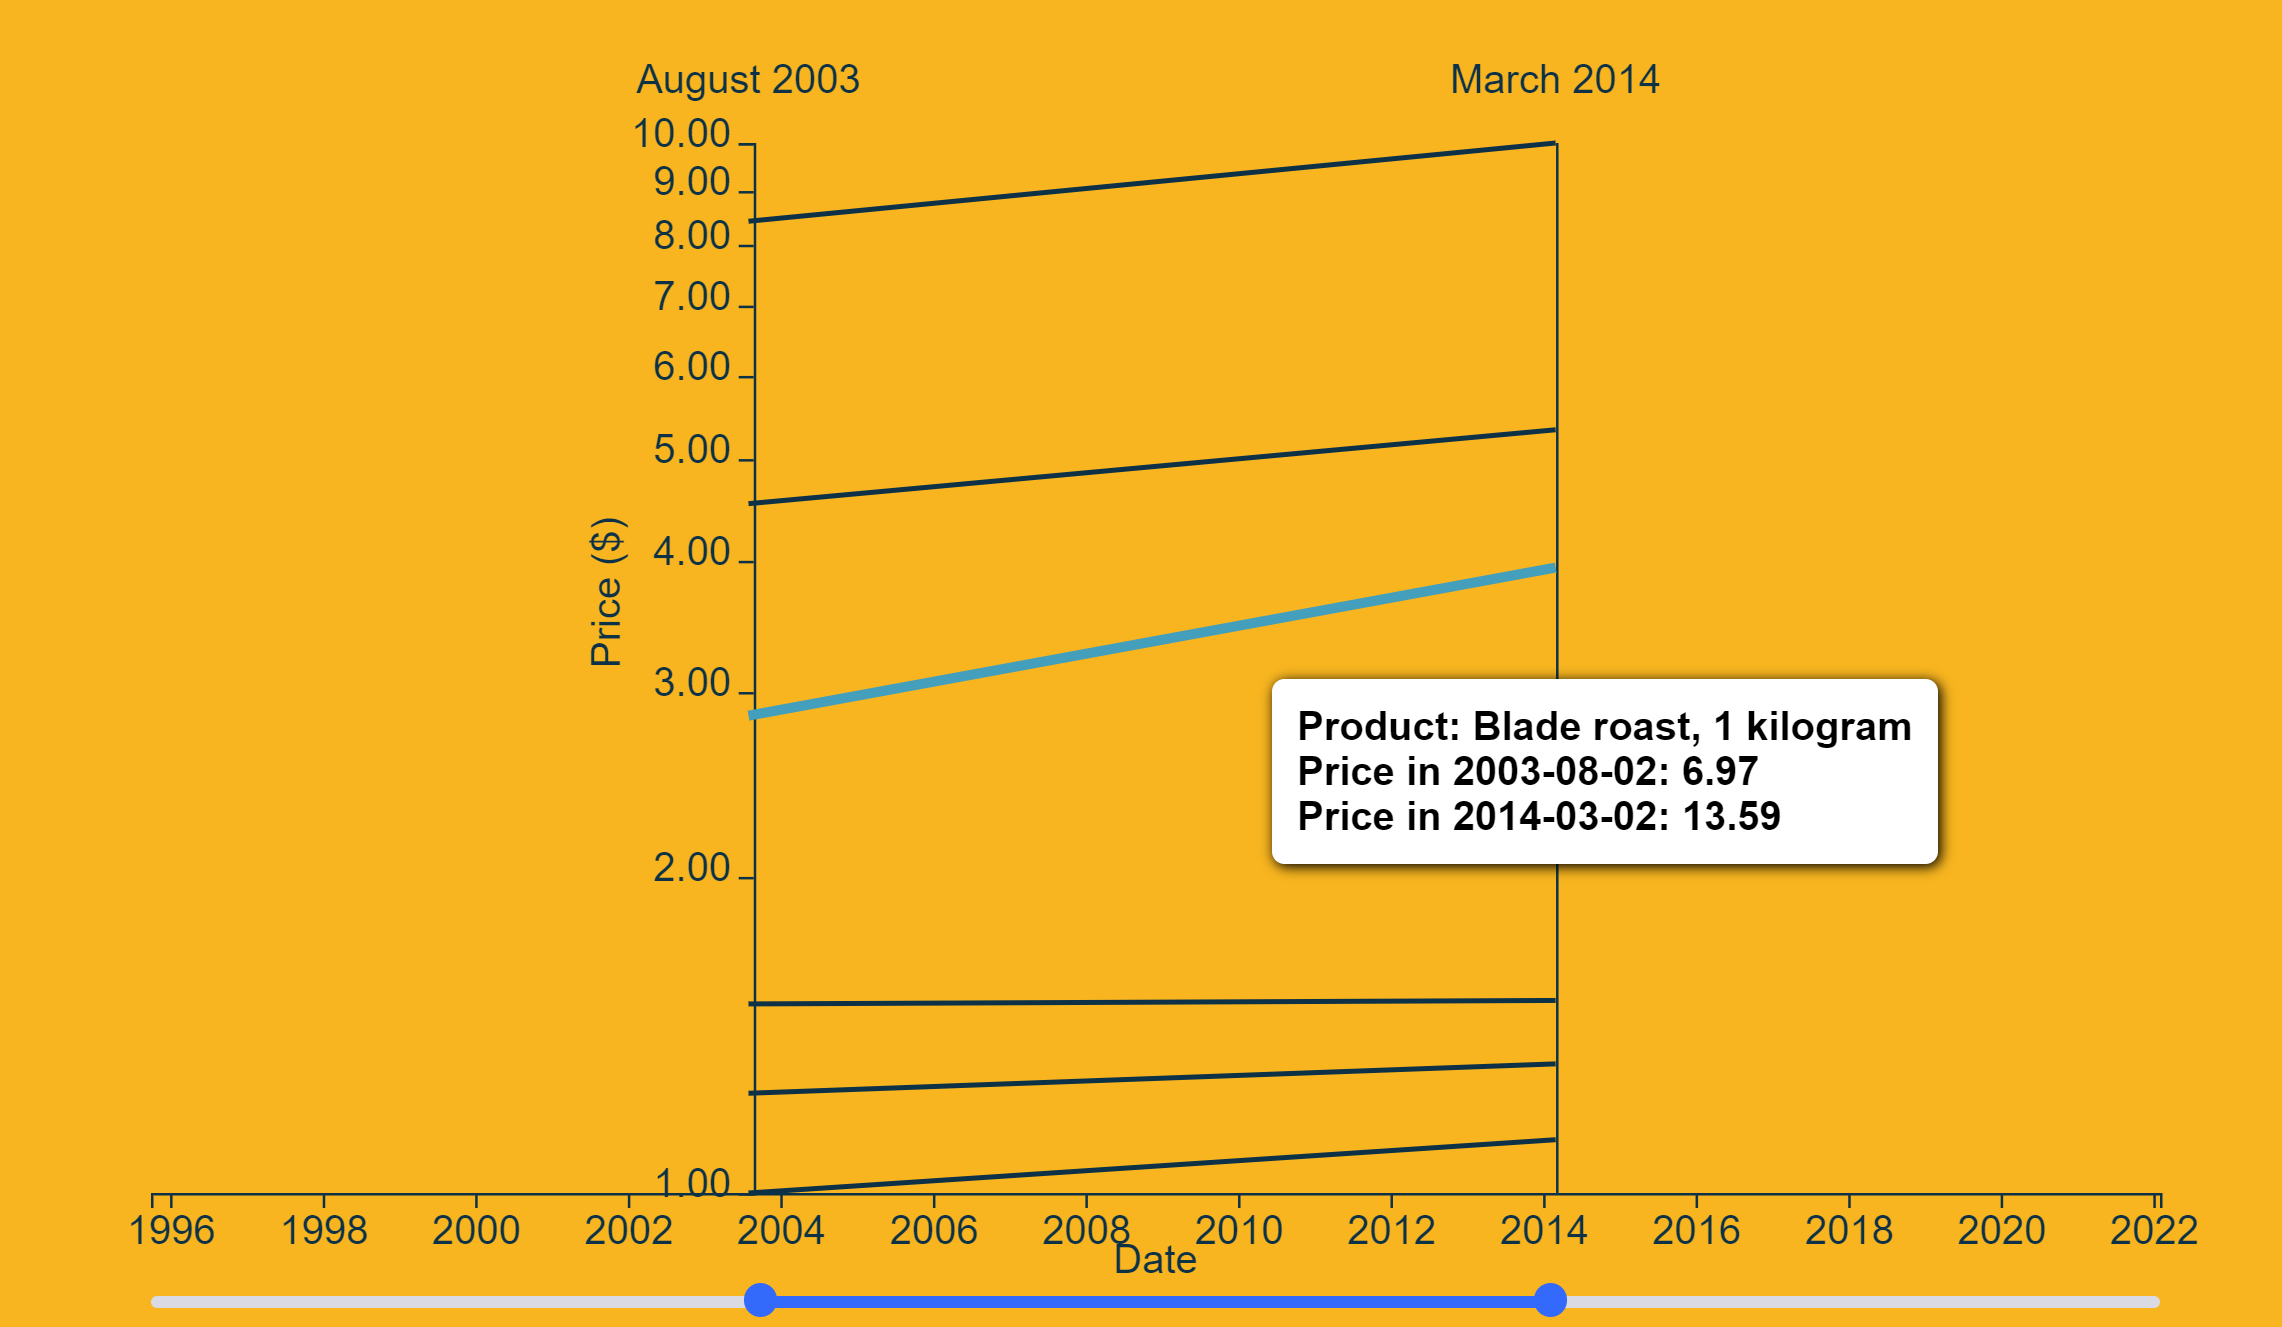 August 2003
March 2014
10.00
9.00
8.00
7.00
6.00
5.00
4.00
3.00
2.00
1.00
Price ($)
Product: Blade roast, 1 kilogram
Price in 2003-08-02: 6.97
Price in 2014-03-02: 13.59
1996 1998 2000 2002 2004 2006 2008 2010 2012 2014 2016 2018 2020 2022
Date